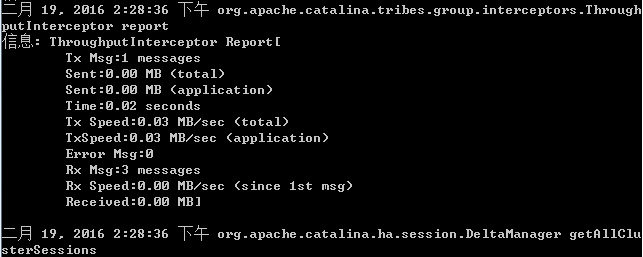 二月 19, 2016 2:28:36 下午 org.apache.catalina.tribes.group.interceptors.Through
putInterceptor report
信息: ThroughputInterceptor Report[
Tx Msg:1 messages
Sent:0.00 MB (total)
Sent:0.00 MB (application)
Time:0.02 seconds
Tx Speed:0.03 MB/sec (total)
TxSpeed:0.03 MB/sec (application)
Error Msg:0
Rx Msg:3 messages
Rx Speed:0.00 MB/sec (since 1st msg)
Received:0.00 MB]
二月 19, 2016 2:28:36 下午 org.apache.catalina.ha.session.DeltaManager getAllClu
sterSessions